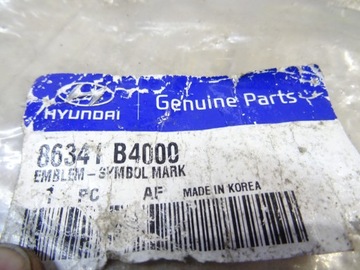 HYUNDAI
Genuine Parts
86341 B4000
EMBLEM-SYMBOL MARK
1 PC AF MADE IN KOREA